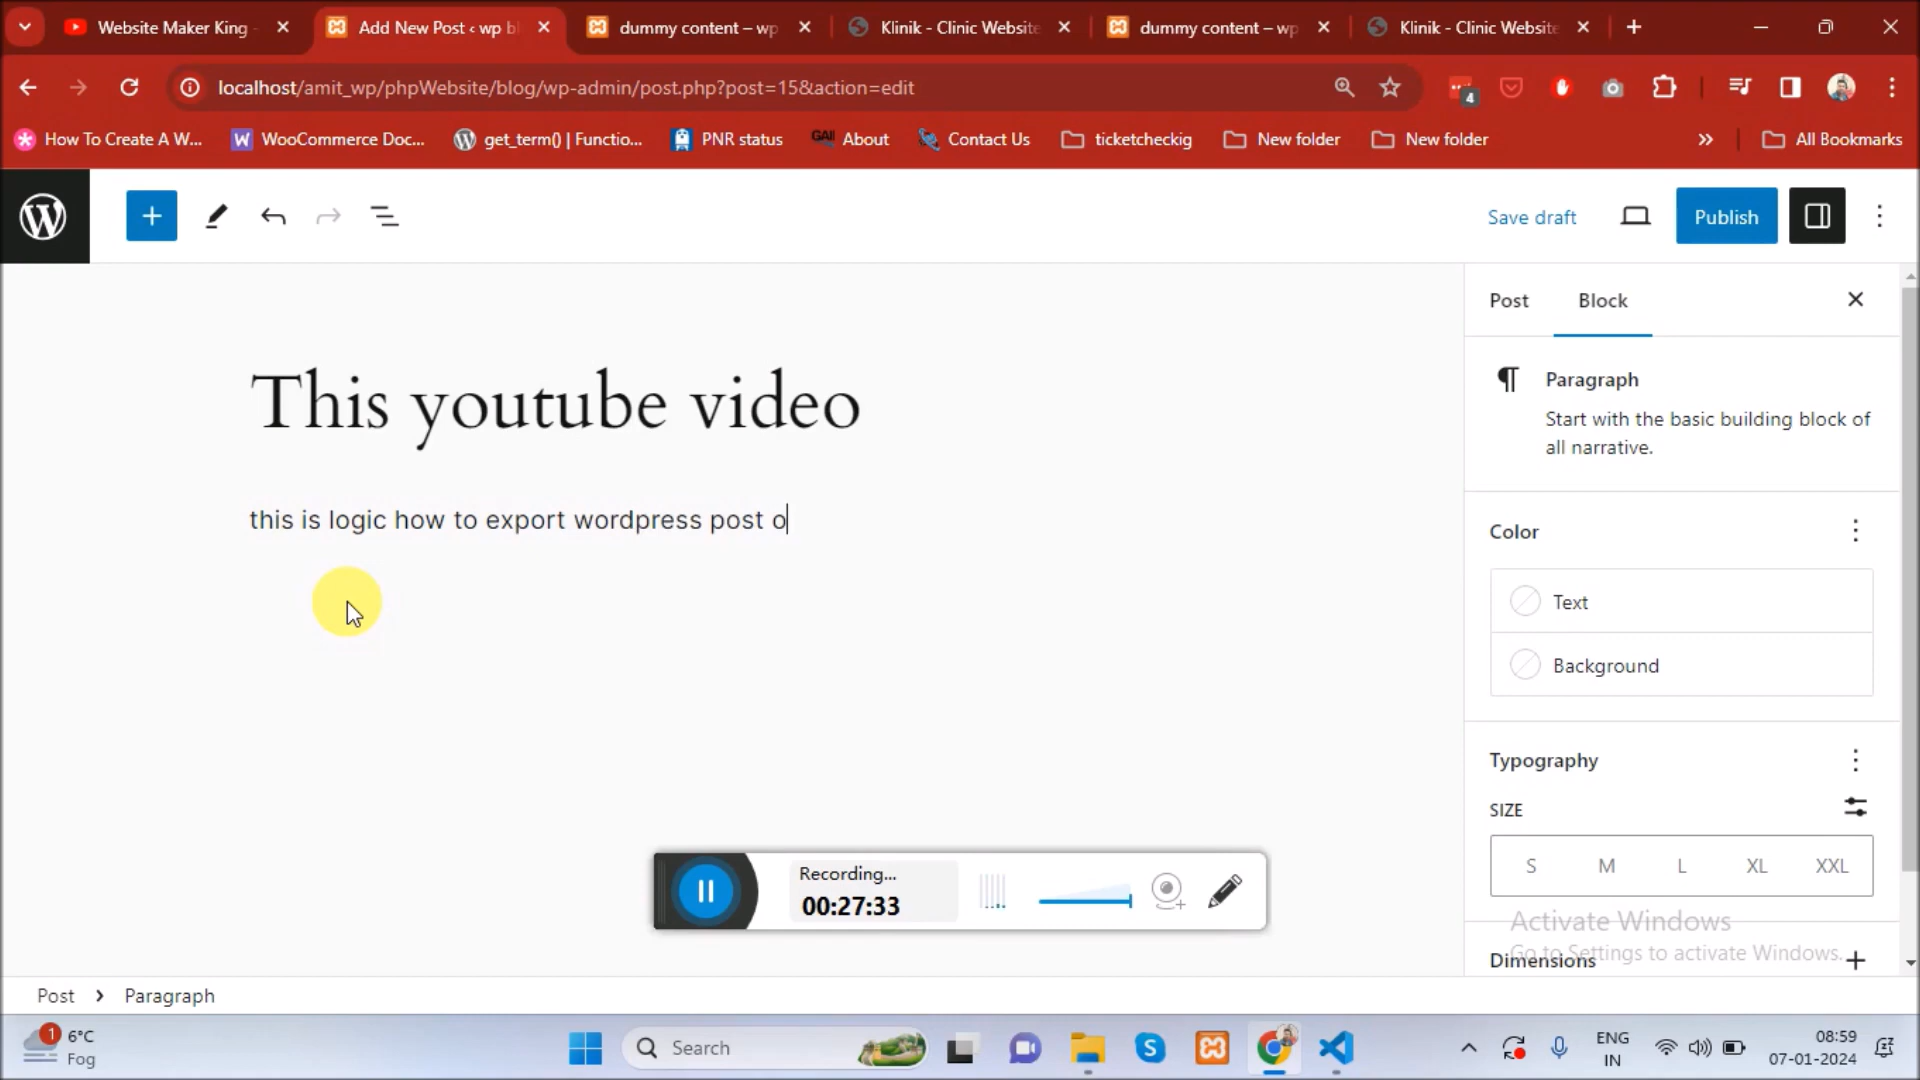 Website Maker King -
Add New Post ‹ wp bl
dummy content – wp
Klinik - Clinic Website
dummy content – wp
Klinik - Clinic Website
localhost/amit_wp/phpWebsite/blog/wp-admin/post.php?post=15&action=edit
4
How To Create A W...
WooCommerce Doc...
get_term() | Functio...
PNR status
About
Contact Us
ticketcheckig
New folder
New folder
»
All Bookmarks
Save draft
Publish
Post
Block
This youtube video
Paragraph
Start with the basic building block of
all narrative.
this is logic how to export wordpress post o
Color
Text
Background
Typography
SIZE
S M L XL XXL
Recording...
00:27:33
Activate Windows
Go to Settings to activate Windows.
Dimensions
Post › Paragraph
1
6°C
Fog
Search
ENG
IN
08:59
07-01-2024